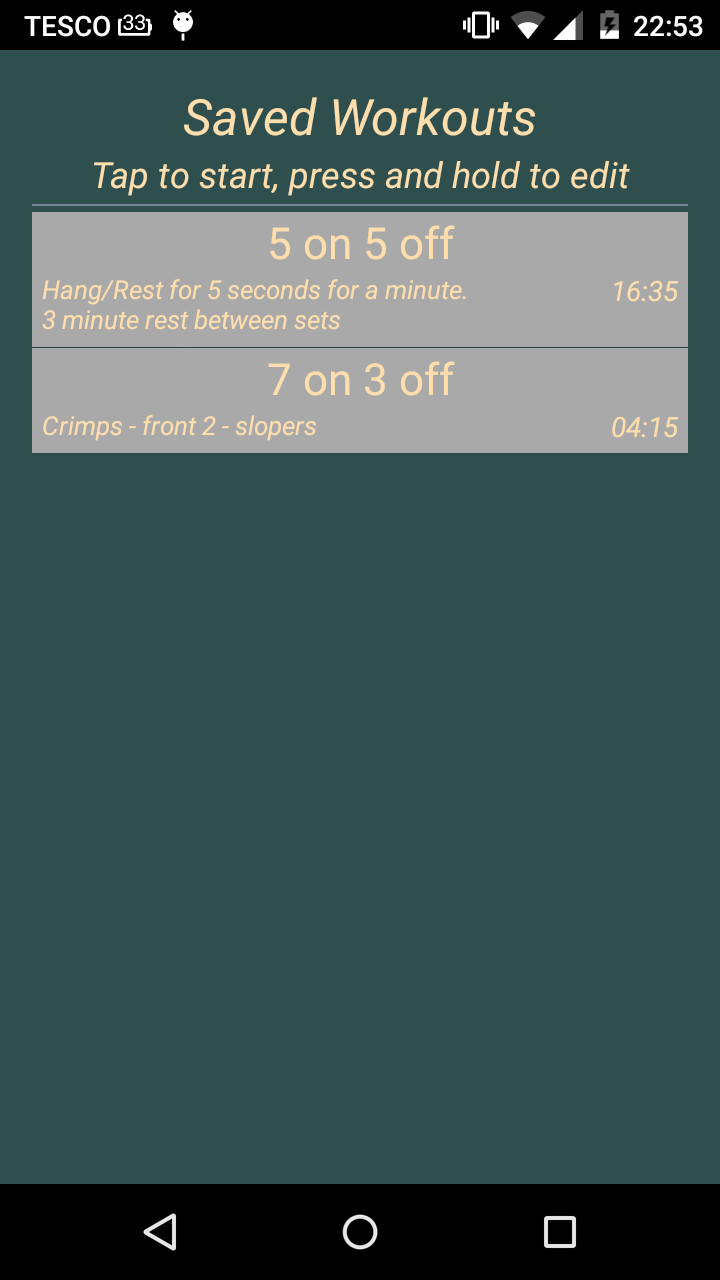 TESCO 33 22:53
Saved Workouts
Tap to start, press and hold to edit
5 on 5 off
Hang/Rest for 5 seconds for a minute. 16:35
3 minute rest between sets
7 on 3 off
Crimps - front 2 - slopers 04:15